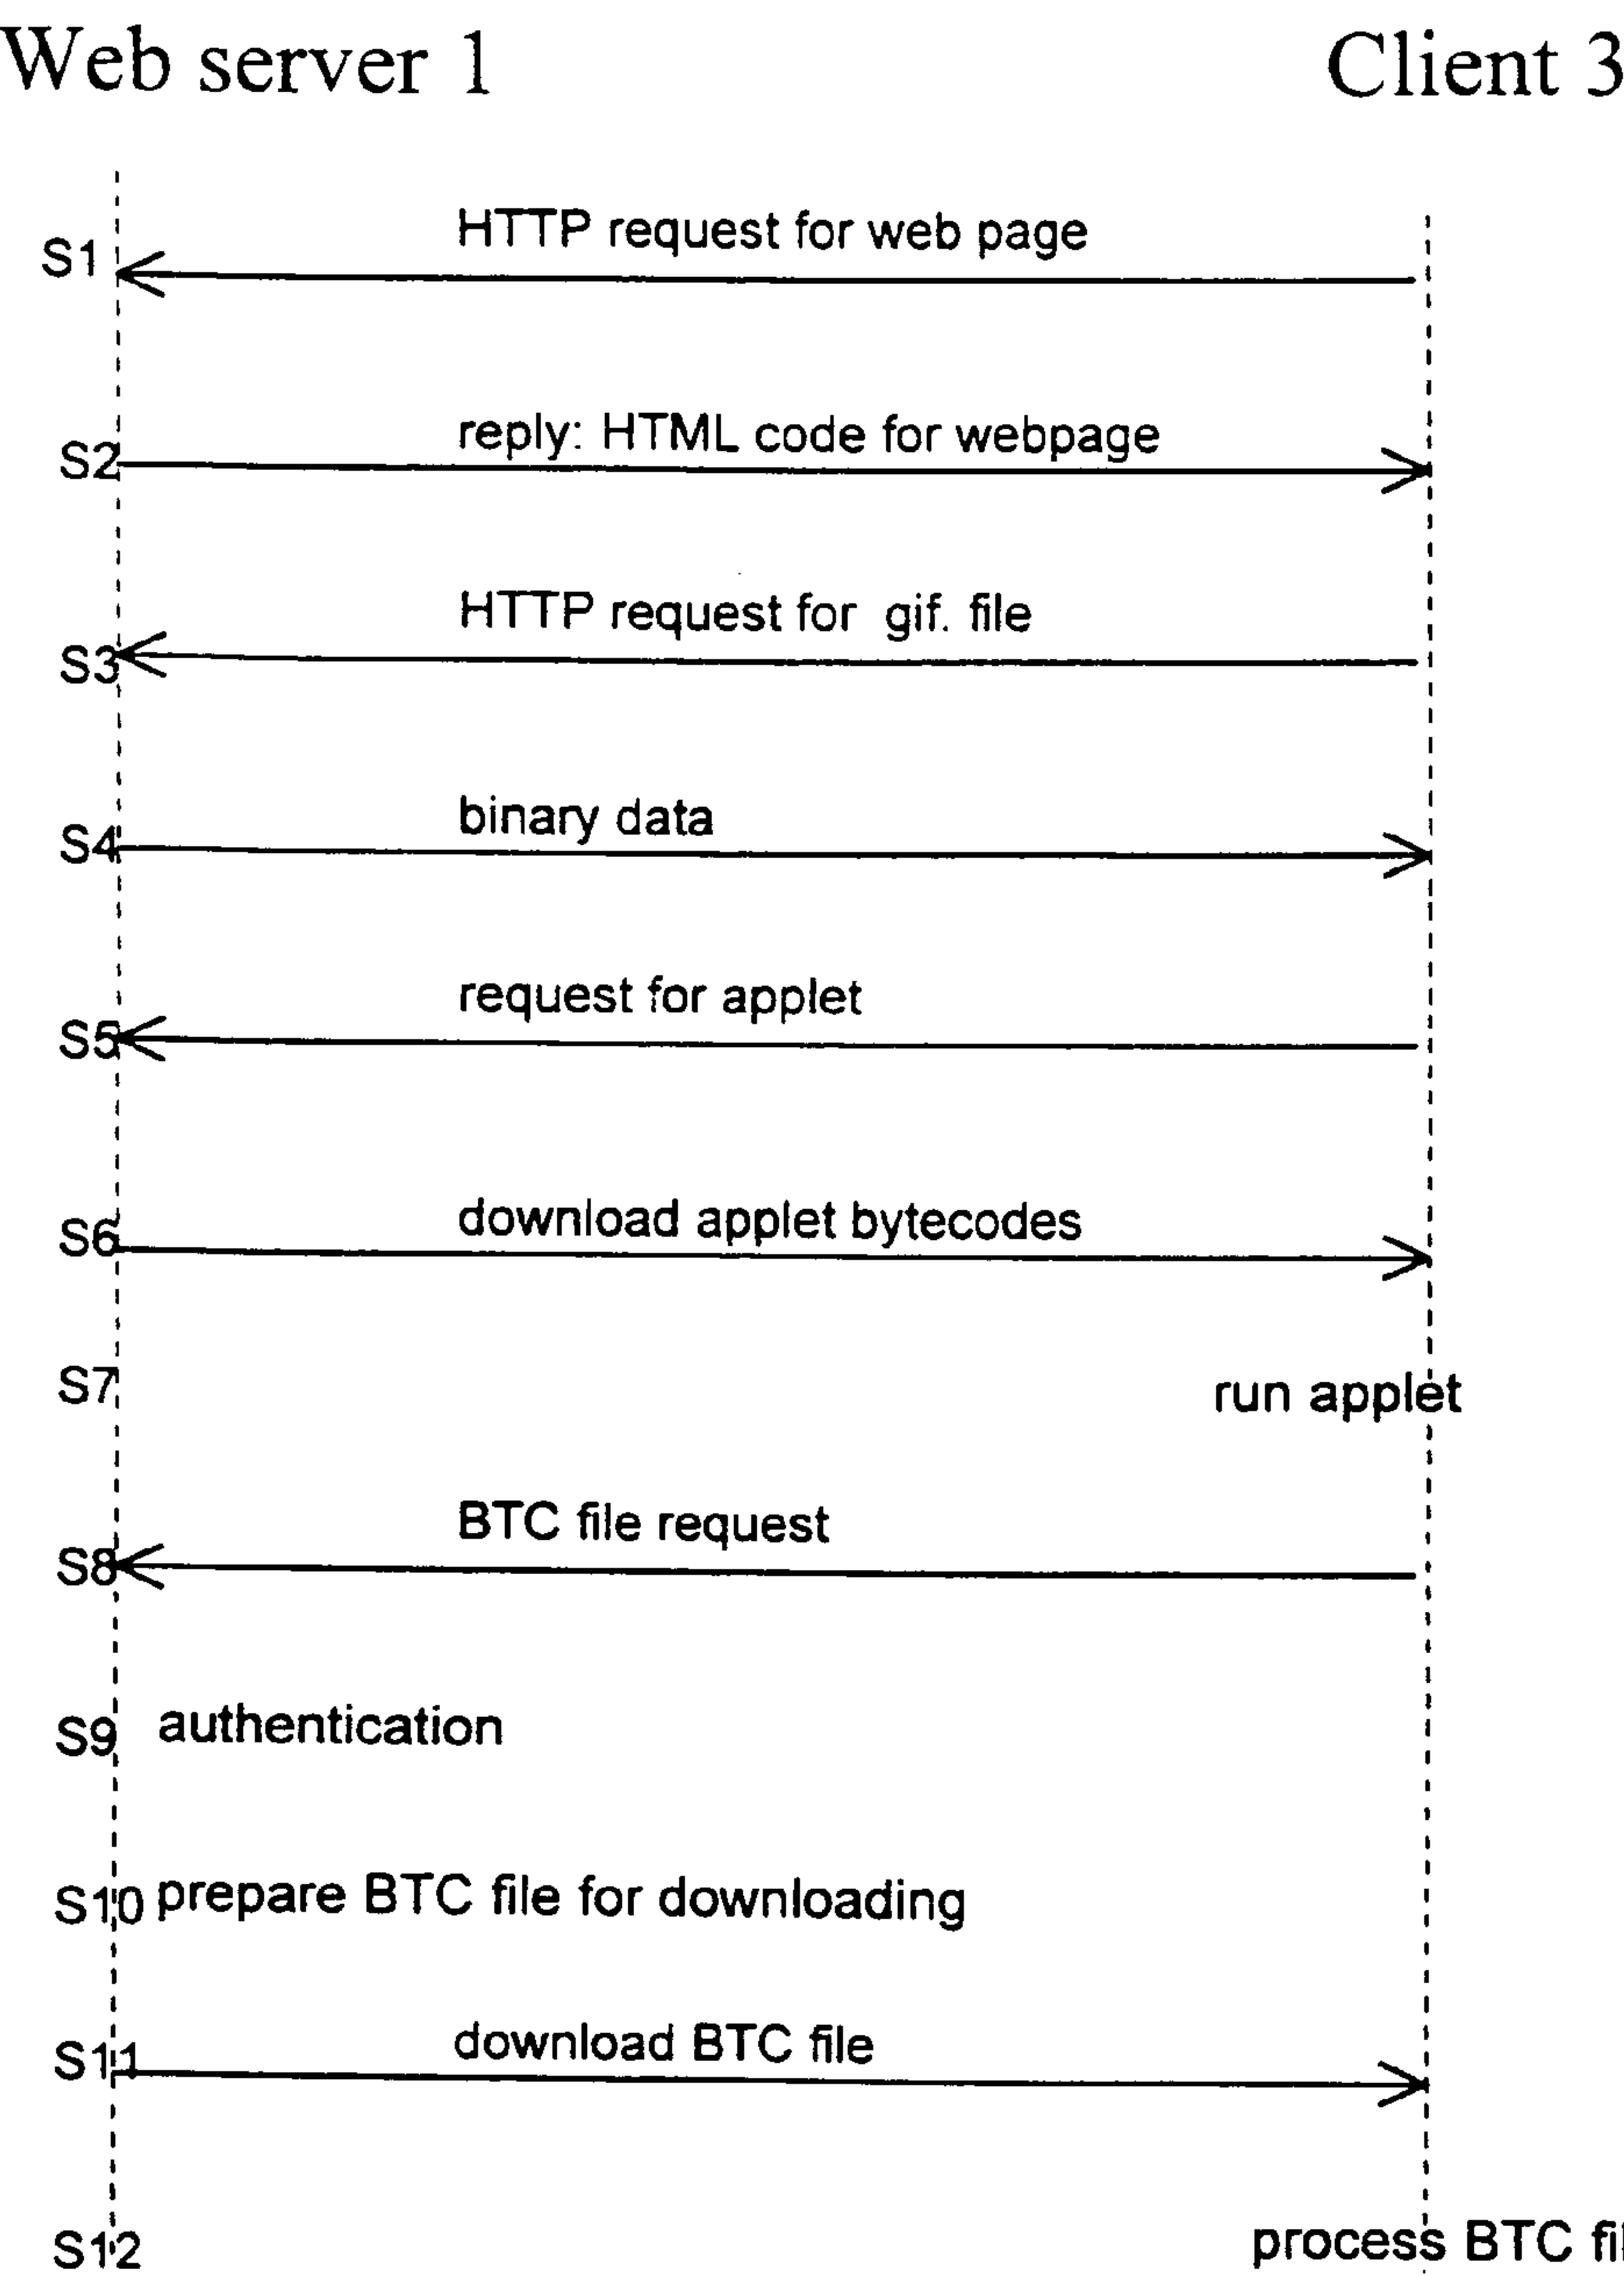 Web server 1 Client 3
HTTP request for web page
S1
reply: HTML code for webpage
S2
HTTP request for gif. file
S3
binary data
S4
request for applet
S5
download applet bytecodes
S6
S7 run applet
BTC file request
S8
S9 authentication
S10 prepare BTC file for downloading
download BTC file
S11
S12 process BTC